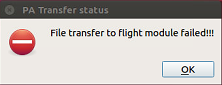 PA Transfer status
File transfer to flight module failed!!!
OK